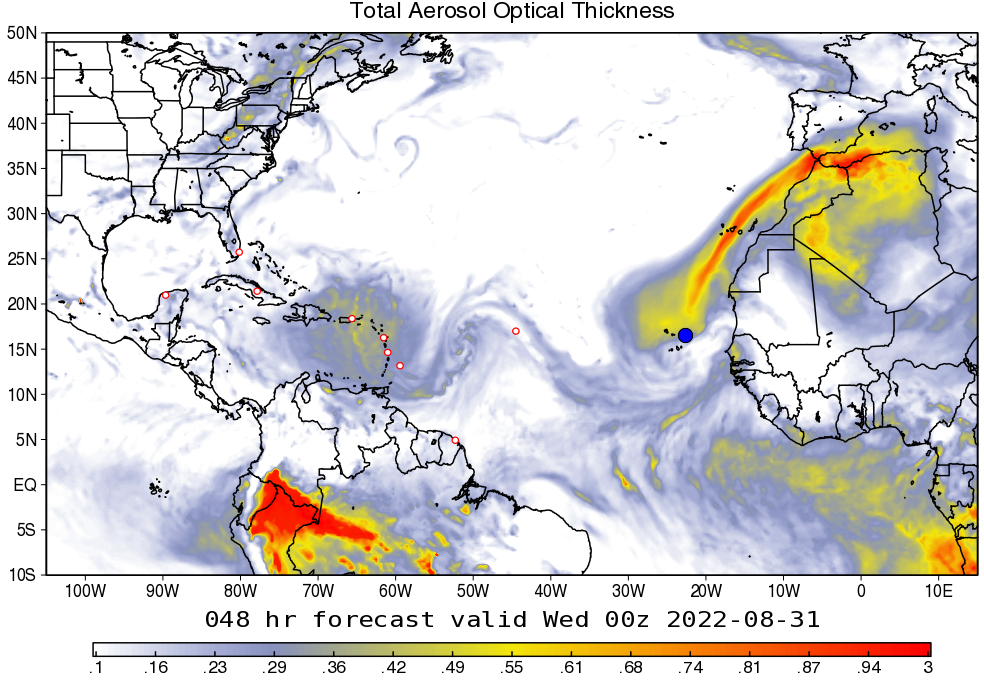 Total Aerosol Optical Thickness
50N
45N
40N
35N
30N
25N
20N
15N
10N
5N
EQ
5S
10S
100W 90W 80W 70W 60W 50W 40W 30W 20W 10W 0 10E
048 hr forecast valid Wed 00z 2022-08-31
.1 .16 .23 .29 .36 .42 .49 .55 .61 .68 .74 .81 .87 .94 3